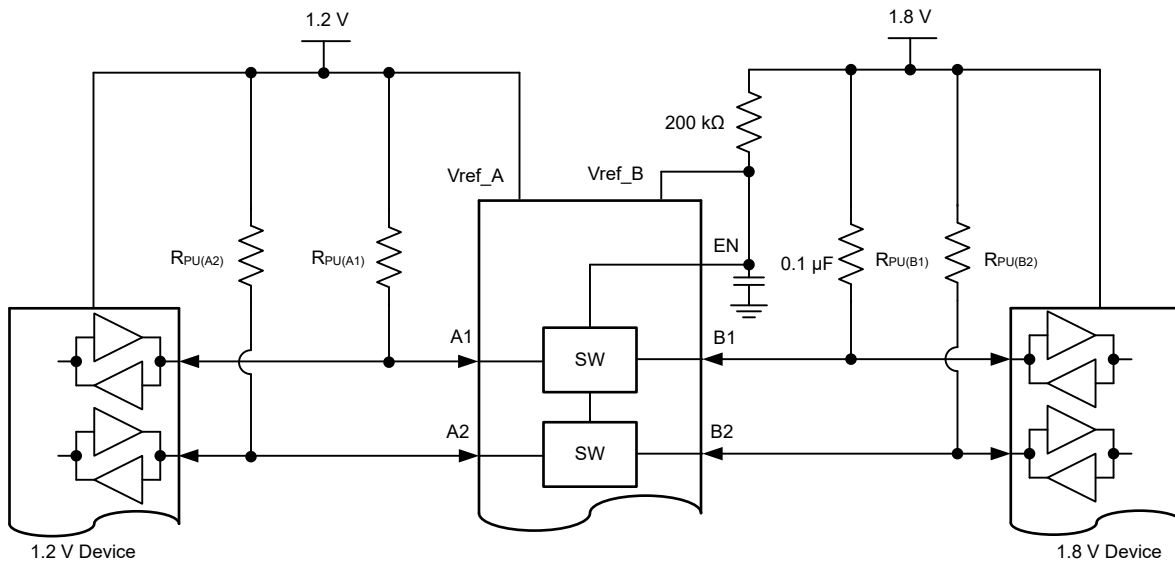 1.2 V
1.8 V
200 kΩ
Vref_A
Vref_B
RPU(A2)
RPU(A1)
EN
0.1 µF
RPU(B1)
RPU(B2)
A1
SW
B1
A2
SW
B2
1.2 V Device
1.8 V Device